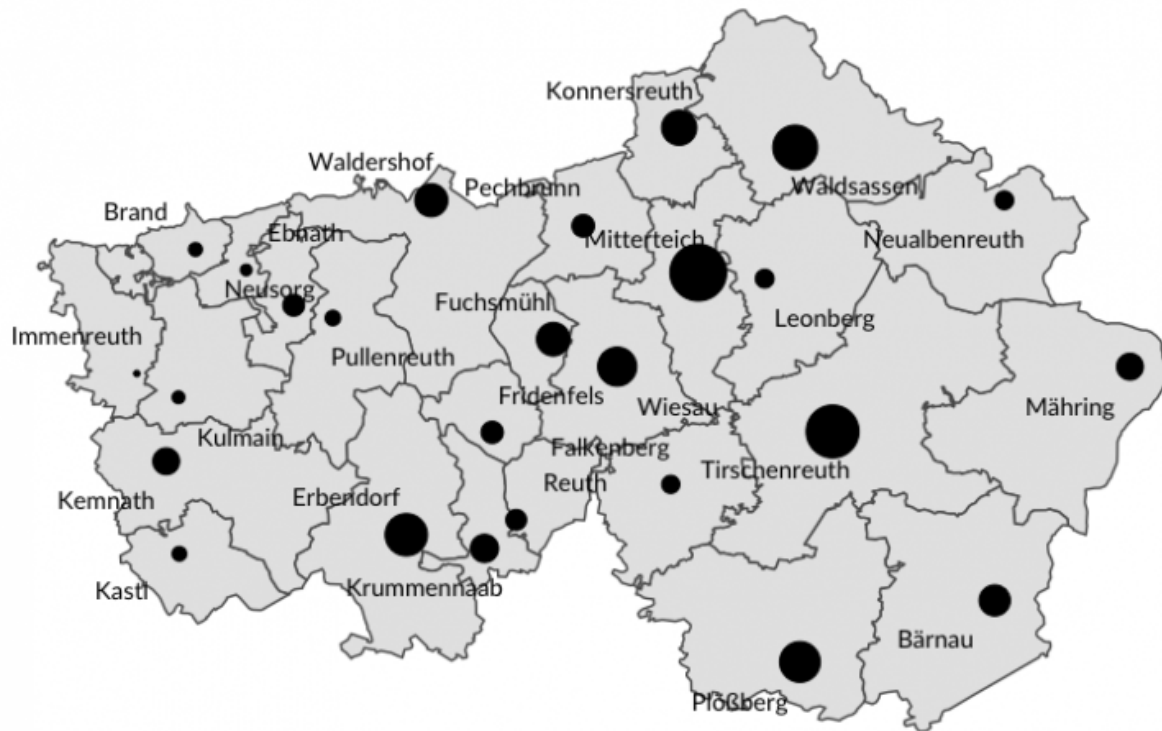 Konnersreuth
Waldershof
Pechbrunn
Waldsassen
Brand
Ebnath
Mitterteich
Neualbenreuth
Neusorg
Fuchsmühl
Immenreuth
Leonberg
Pullenreuth
Fridenfels
Wiesau
Mähring
Kulmain
Falkenberg
Tirschenreuth
Kemnath
Erbendorf
Reuth
Kastl
Krummennaab
Bärnau
Plößberg